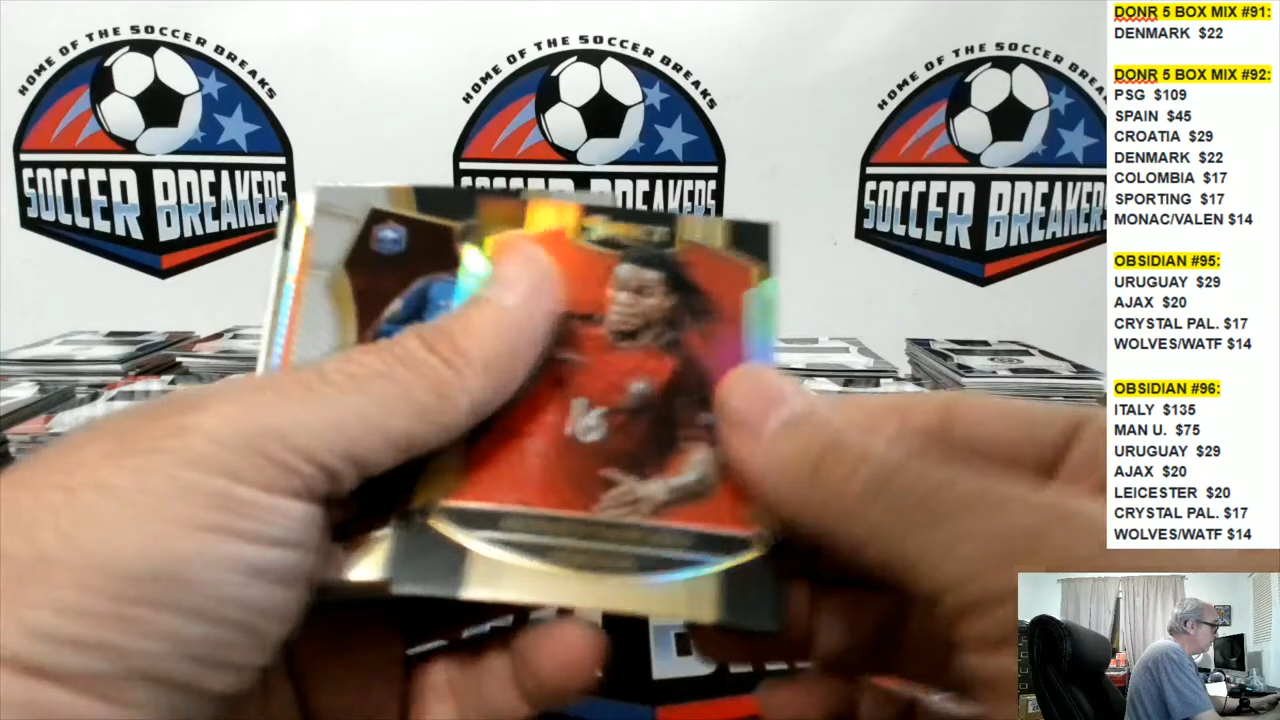 HOME OF THE SOCCER BREAKS
SOCCER BREAKERS
HOME OF THE SOCCER BREAKS
SOCCER BREAKERS
HOME OF THE SOCCER BREAKS
SOCCER BREAKERS
16
DONR 5 BOX MIX #91:
DENMARK $22
DONR 5 BOX MIX #92:
PSG $109
SPAIN $45
CROATIA $29
DENMARK $22
COLOMBIA $17
SPORTING $17
MONAC/VALEN $14
OBSIDIAN #95:
URUGUAY $29
AJAX $20
CRYSTAL PAL. $17
WOLVES/WATF $14
OBSIDIAN #96:
ITALY $135
MAN U. $75
URUGUAY $29
AJAX $20
LEICESTER $20
CRYSTAL PAL. $17
WOLVES/WATF $14